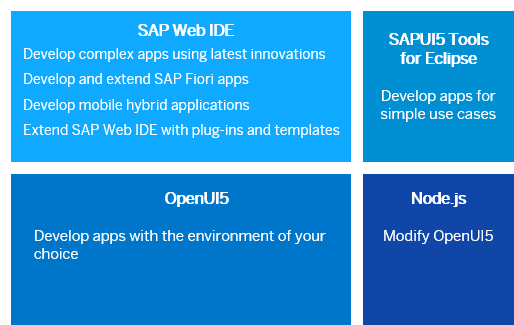 SAP Web IDE
Develop complex apps using latest innovations
Develop and extend SAP Fiori apps
Develop mobile hybrid applications
Extend SAP Web IDE with plug-ins and templates
SAPUI5 Tools
for Eclipse
Develop apps for
simple use cases
OpenUI5
Develop apps with the environment of your
choice
Node.js
Modify OpenUI5